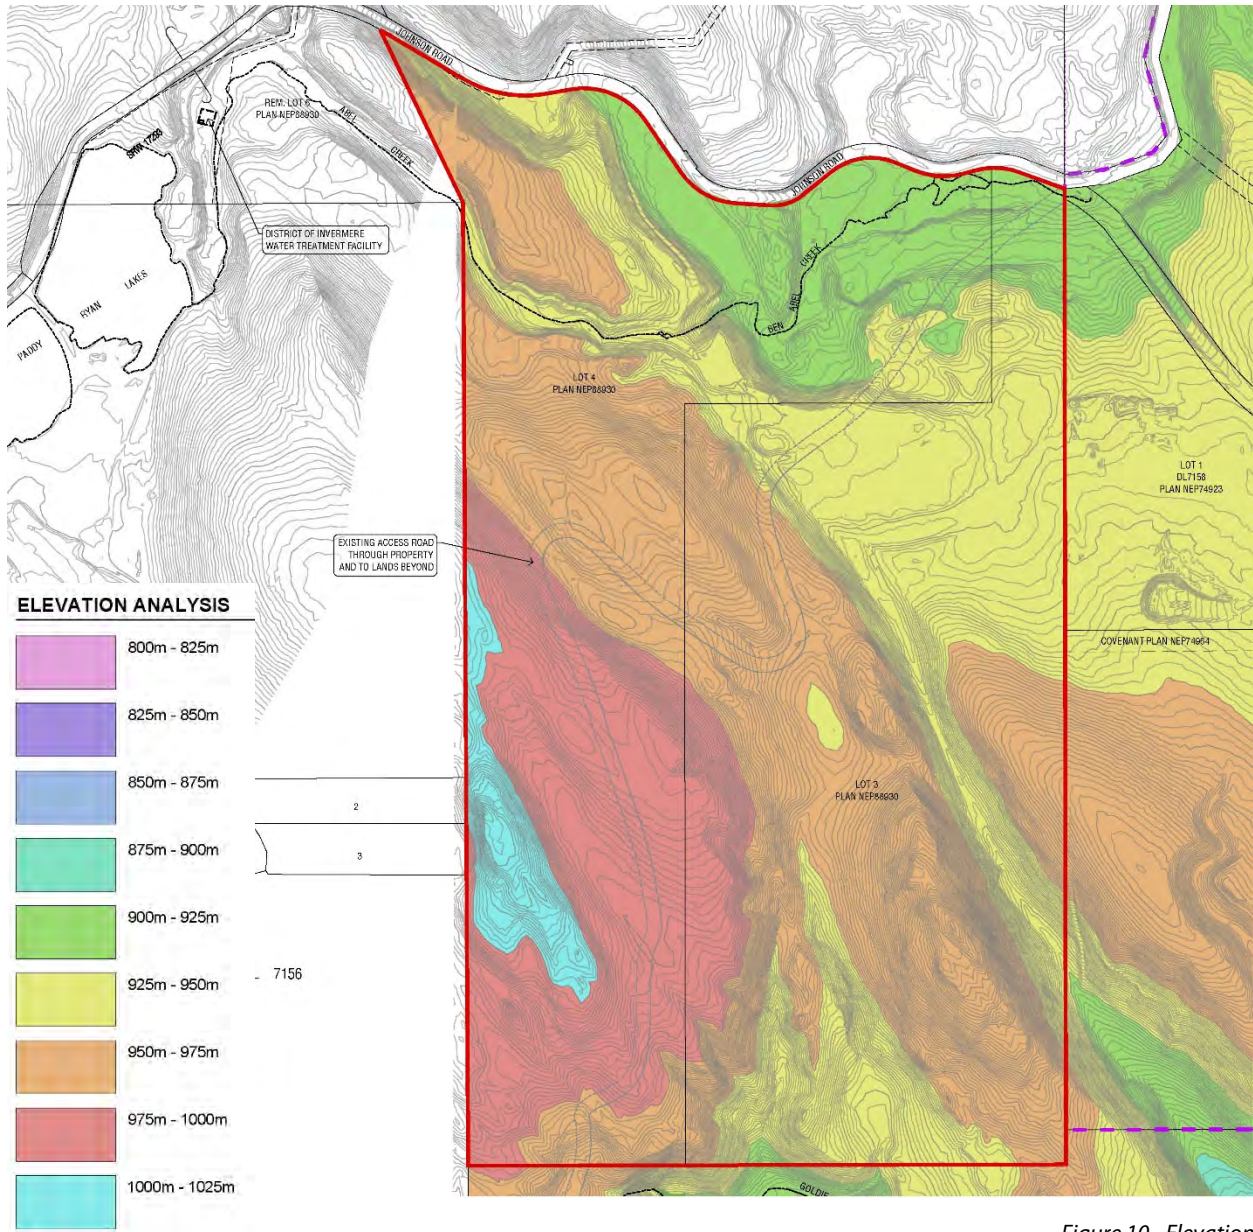 JOHNSON ROAD
REM. LOT 6
PLAN NEP88930
ABEL
CREEK
SRW 17293
DISTRICT OF INVERMERE
WATER TREATMENT FACILITY
JOHNSON ROAD
RYAN
LAKES
PADDY
BEN
ABEL
CREEK
LOT 4
PLAN NEP88930
LOT 1
DL7158
PLAN NEP74923
EXISTING ACCESS ROAD
THROUGH PROPERTY
AND TO LANDS BEYOND
COVENANT PLAN NEP74964
ELEVATION ANALYSIS
800m - 825m
825m - 850m
850m - 875m
875m - 900m
900m - 925m
925m - 950m
950m - 975m
975m - 1000m
1000m - 1025m
2
3
7156
LOT 3
PLAN NEP88930
GOLDIE
Figure 10 - Elevation